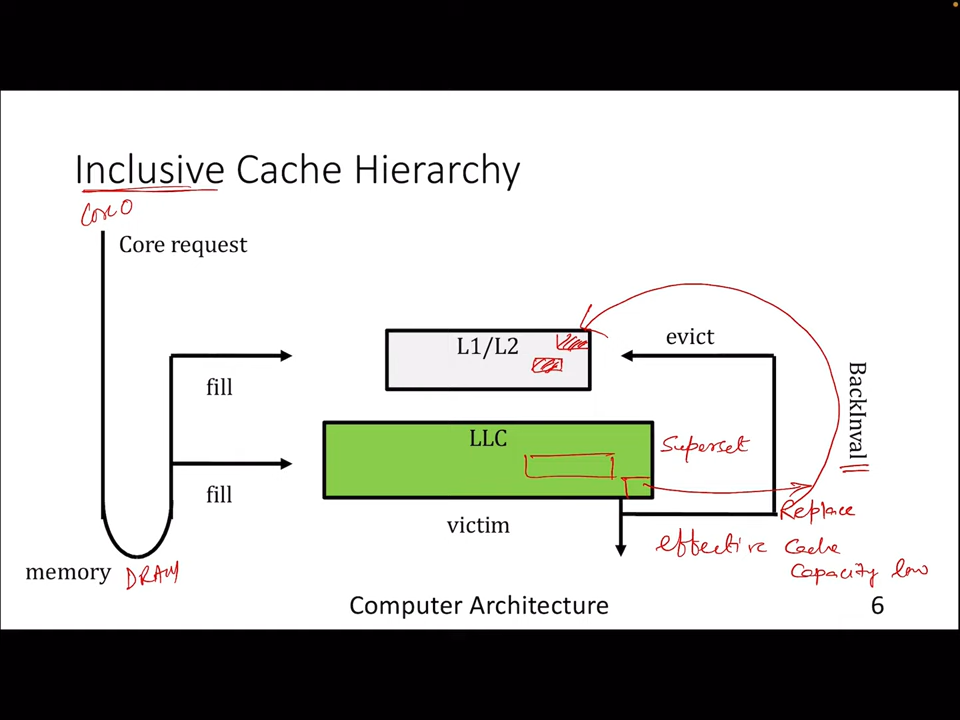 Inclusive Cache Hierarchy
Core 0
Core request
L1/L2
evict
fill
BackInval
LLC
Superset
fill
victim
Replace
effective Cache
Capacity low
memory DRAM
Computer Architecture
6